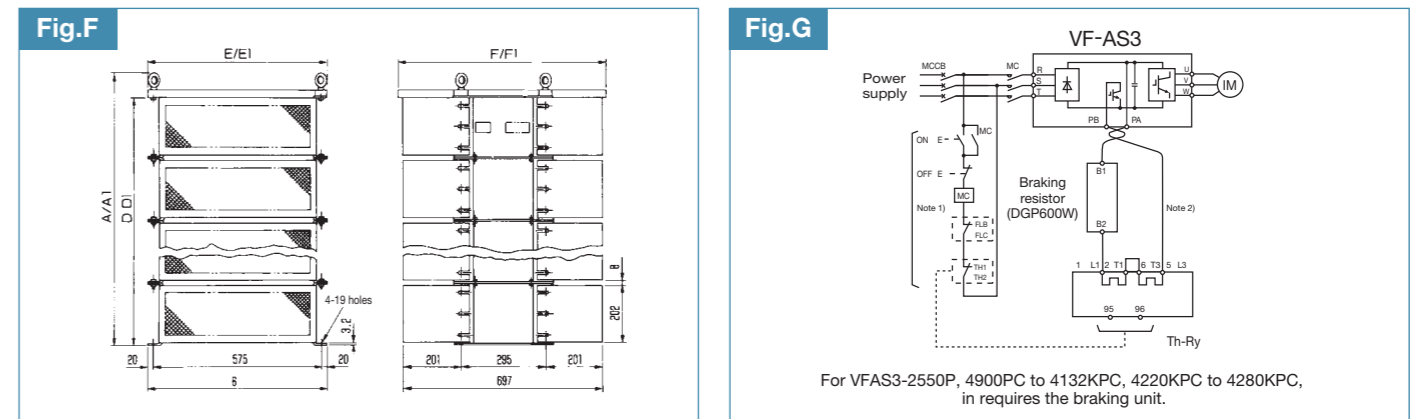 Fig.F
E/E1
F/F1
A/A1
D D1
4-19 holes
3.2
8
202
20
575
20
6
201
295
201
697
Fig.G
VF-AS3
MCCB
MC
Power
supply
R
S
T
U
V
W
IM
PB
PA
ON E
MC
OFF E
MC
Note 1)
FLB
FLC
TH1
TH2
Braking
resistor
(DGP600W)
B1
B2
Note 2)
1 L1 2 T1 6 T3 5 L3
95 96
Th-Ry
For VFAS3-2550P, 4900PC to 4132KPC, 4220KPC to 4280KPC,
in requires the braking unit.